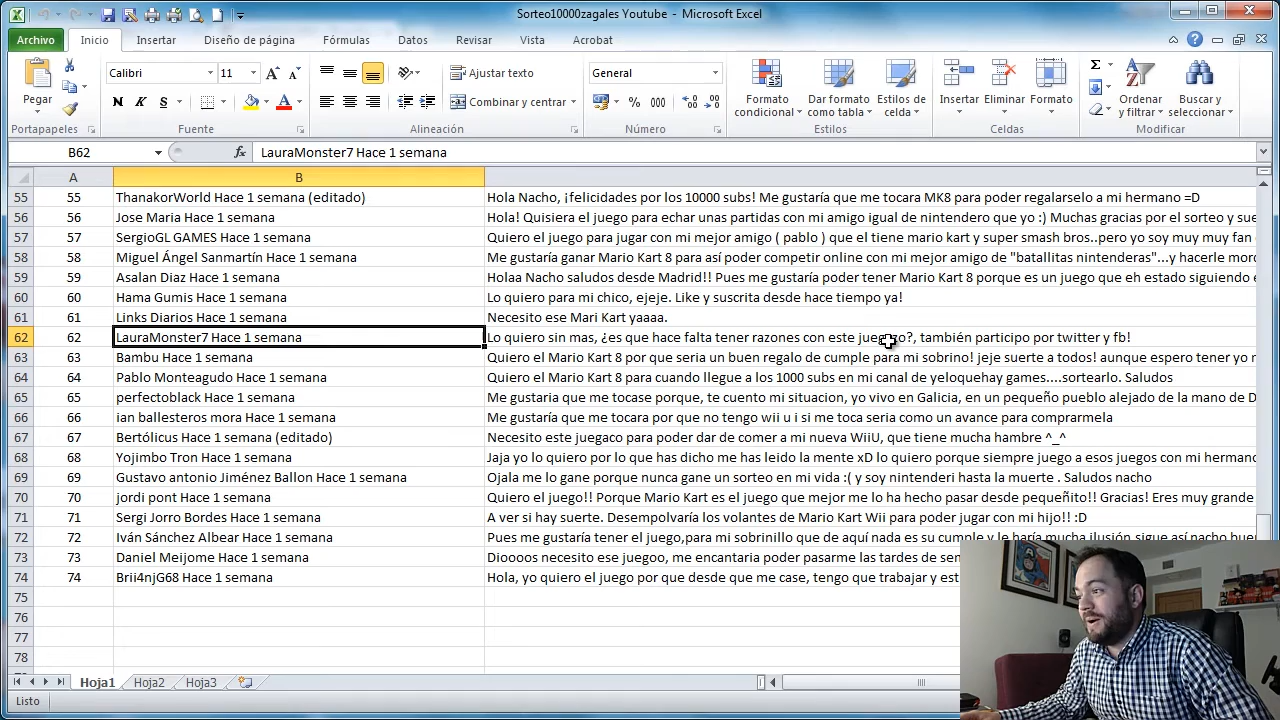 Sorteo10000zagales Youtube - Microsoft Excel
Archivo Inicio Insertar Diseño de página Fórmulas Datos Revisar Vista Acrobat
Pegar
Portapapeles
Calibri 11
N K S
Fuente
Ajustar texto
Combinar y centrar
Alineación
General
% 000
Número
Formato condicional
Dar formato como tabla
Estilos de celda
Estilos
Insertar Eliminar Formato
Celdas
Ordenar y filtrar
Buscar y seleccionar
Modificar
B62 fx LauraMonster7 Hace 1 semana
A B
55 55 ThanakorWorld Hace 1 semana (editado) Hola Nacho, ¡felicidades por los 10000 subs! Me gustaría que me tocara MK8 para poder regalarselo a mi hermano =D
56 56 Jose Maria Hace 1 semana Hola! Quisiera el juego para echar unas partidas con mi amigo igual de nintendero que yo :) Muchas gracias por el sorteo y sue
57 57 SergioGL GAMES Hace 1 semana Quiero el juego para jugar con mi mejor amigo ( pablo ) que el tiene mario kart y super smash bros..pero yo soy muy muy fan
58 58 Miguel Ángel Sanmartín Hace 1 semana Me gustaría ganar Mario Kart 8 para así poder competir online con mi mejor amigo de "batallitas nintenderas"...y hacerle morc
59 59 Asalan Diaz Hace 1 semana Holaa Nacho saludos desde Madrid!! Pues me gustaría poder tener Mario Kart 8 porque es un juego que eh estado siguiendo
60 60 Hama Gumis Hace 1 semana Lo quiero para mi chico, ejeje. Like y suscrita desde hace tiempo ya!
61 61 Links Diarios Hace 1 semana Necesito ese Mari Kart yaaaa.
62 62 LauraMonster7 Hace 1 semana Lo quiero sin mas, ¿es que hace falta tener razones con este , también participo por twitter y fb!
63 63 Bambu Hace 1 semana Quiero el Mario Kart 8 por que seria un buen regalo de cumple para mi sobrino! jeje suerte a todos! aunque espero tener yo
64 64 Pablo Monteagudo Hace 1 semana Quiero el Mario Kart 8 para cuando llegue a los 1000 subs en mi canal de yeloquehay games....sortearlo. Saludos
65 65 perfectoblack Hace 1 semana Me gustaria que me tocase porque, te cuento mi situacion, yo vivo en Galicia, en un pequeño pueblo alejado de la mano de D
66 66 ian ballesteros mora Hace 1 semana Me gustaría que me tocara por que no tengo wii u i si me toca seria como un avance para comprarmela
67 67 Bertólicus Hace 1 semana (editado) Necesito este juegaco para poder dar de comer a mi nueva WiiU, que tiene mucha hambre ^_^
68 68 Yojimbo Tron Hace 1 semana Jaja yo lo quiero por lo que has dicho me has leido la mente xD lo quiero porque siempre juego a esos juegos con mi hermano
69 69 Gustavo antonio Jiménez Ballon Hace 1 semana Ojala me lo gane porque nunca gane un sorteo en mi vida :( y soy nintenderi hasta la muerte . Saludos nacho
70 70 jordi pont Hace 1 semana Quiero el juego!! Porque Mario Kart es el juego que mejor me lo ha hecho pasar desde pequeñito!! Gracias! Eres muy grande
71 71 Sergi Jorro Bordes Hace 1 semana A ver si hay suerte. Desempolvaría los volantes de Mario Kart Wii para poder jugar con mi hijo!! :D
72 72 Iván Sánchez Albear Hace 1 semana Pues me gustaría tener el juego,para mi sobrinillo que de aquí nada es su cumple y le haría mucha ilusión sigue así nacho
73 73 Daniel Meijome Hace 1 semana Dioooos necesito ese juegoo, me encantaria poder pasarme las tardes de
74 74 Brii4njG68 Hace 1 semana Hola, yo quiero el juego por que desde que me case, tengo que trabajar y est
75
76
77
78
Hoja1 Hoja2 Hoja3
Listo